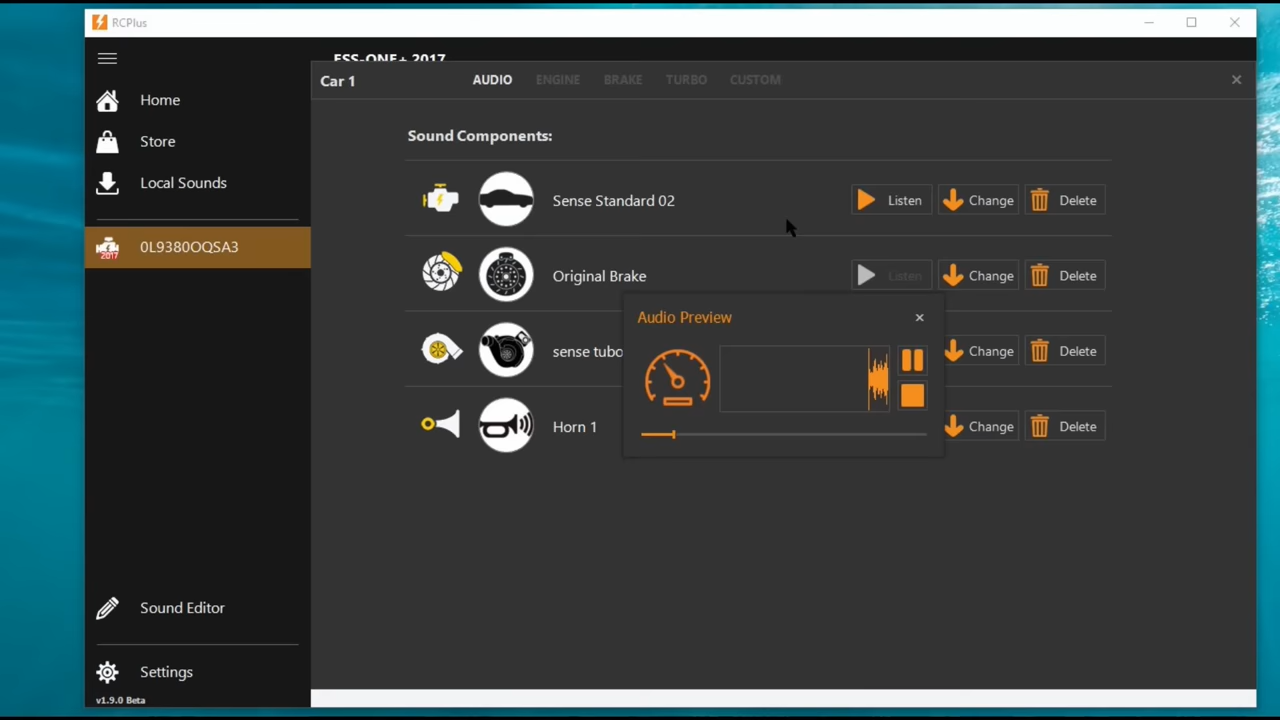 RCPlus
ESS-ONE+ 2017
Car 1
AUDIO
ENGINE
BRAKE
TURBO
CUSTOM
Home
Store
Local Sounds
2017
0L9380OQSA3
Sound Components:
Sense Standard 02
Listen
Change
Delete
Original Brake
Listen
Change
Delete
Audio Preview
sense tubo
Change
Delete
Horn 1
Change
Delete
Sound Editor
Settings
v1.9.0 Beta